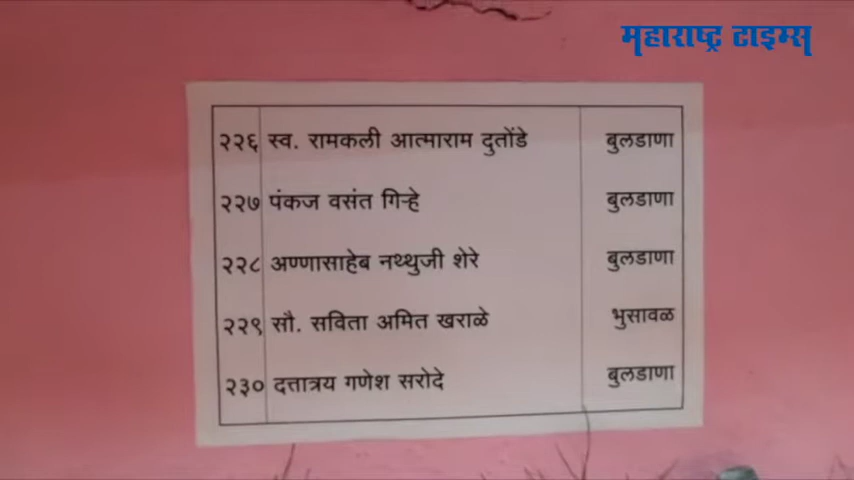 महाराष्ट्र टाइम्स
२२६ स्व. रामकली आत्माराम दुतोंडे बुलडाणा
२२७ पंकज वसंत गिऱ्हे बुलडाणा
२२८ अण्णासाहेब नथ्थुजी शेरे बुलडाणा
२२९ सौ. सविता अमित खराळे भुसावळ
२३० दत्तात्रय गणेश सरोदे बुलडाणा